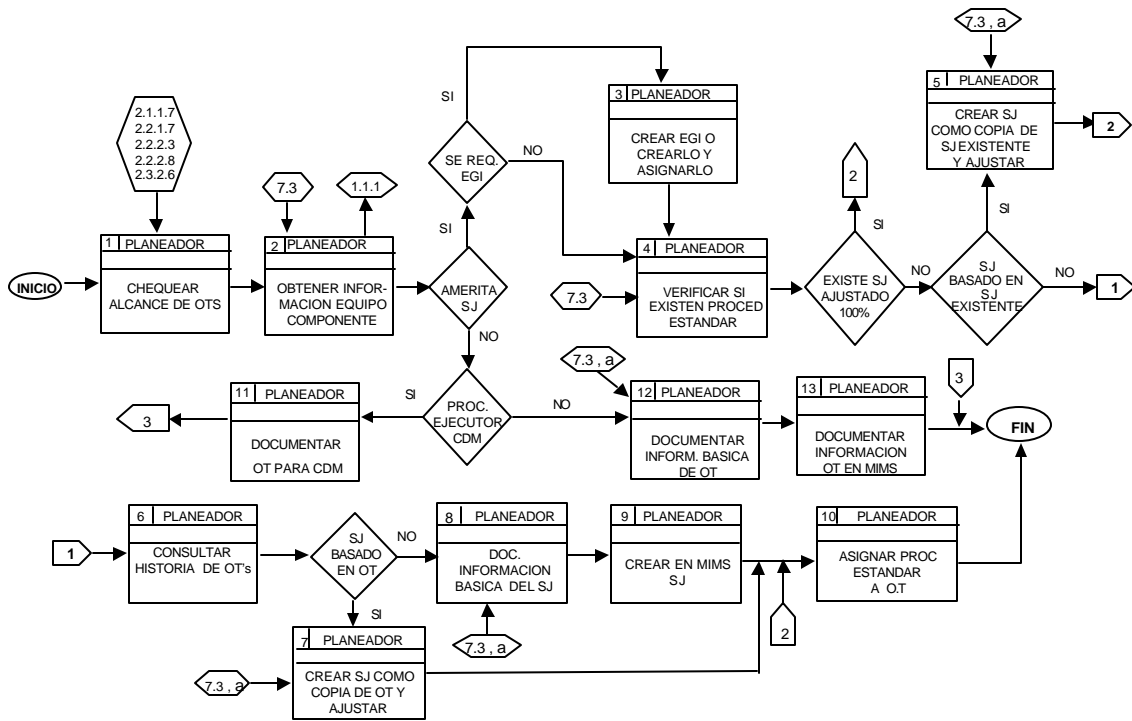 7.3 , a
2.1.1.7
2.2.1.7
2.2.2.3
2.2.2.8
2.3.2.6
SI
3 PLANEADOR
CREAR EGI O
CREARLO Y
ASIGNARLO
5 PLANEADOR
CREAR SJ
COMO COPIA DE
SJ EXISTENTE
Y AJUSTAR
2
SE REQ.
EGI
NO
7.3
1.1.1
2
SI
SI
SI
INICIO
1 PLANEADOR
CHEQUEAR
ALCANCE DE OTS
2 PLANEADOR
OBTENER INFOR-
MACION EQUIPO
COMPONENTE
AMERITA
SJ
NO
4 PLANEADOR
VERIFICAR SI
EXISTEN PROCED
ESTANDAR
7.3
EXISTE SJ
AJUSTADO
100%
NO
SJ
BASADO EN
SJ
EXISTENTE
NO
1
7.3 , a
3
11 PLANEADOR
DOCUMENTAR
OT PARA CDM
3
SI
PROC.
EJECUTOR
CDM
NO
12 PLANEADOR
DOCUMENTAR
INFORM. BASICA
DE OT
13 PLANEADOR
DOCUMENTAR
INFORMACION
OT EN MIMS
FIN
1
6 PLANEADOR
CONSULTAR
HISTORIA DE OT's
SJ
BASADO
EN OT
NO
SI
8 PLANEADOR
DOC.
INFORMACION
BASICA DEL SJ
9 PLANEADOR
CREAR EN MIMS
SJ
10 PLANEADOR
ASIGNAR PROC
ESTANDAR
A O.T
7.3 , a
2
7.3 , a
7 PLANEADOR
CREAR SJ COMO
COPIA DE OT Y
AJUSTAR